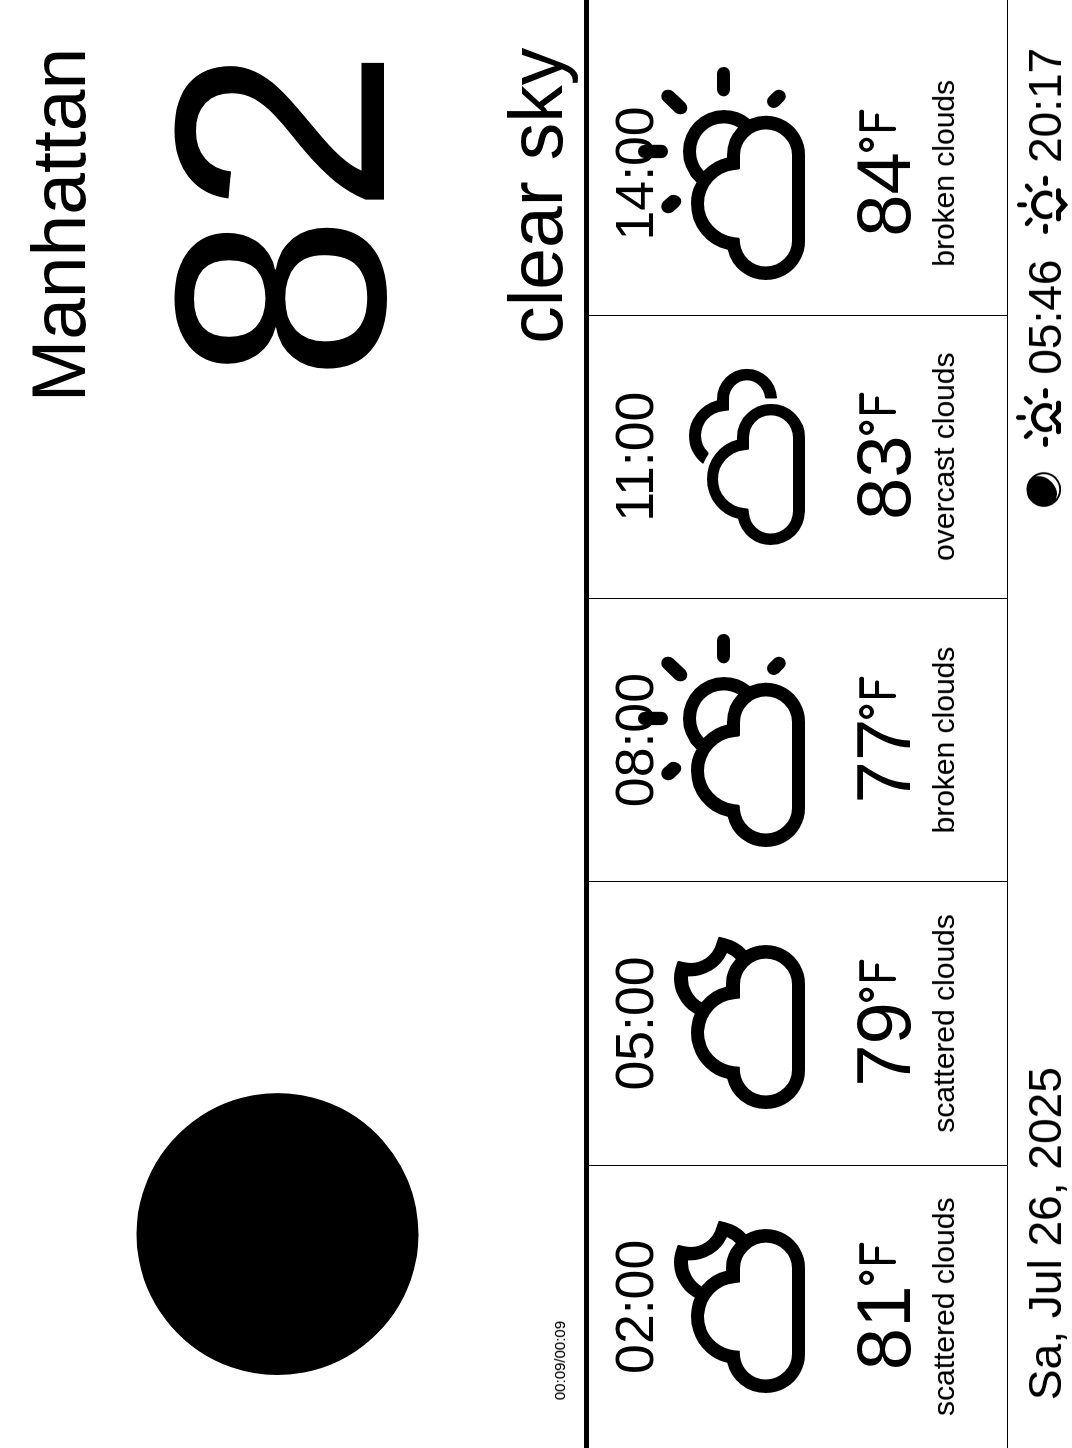 Manhattan
82
clear sky
00:09/00:09
02:00
81°F
scattered clouds
05:00
79°F
scattered clouds
08:00
77°F
broken clouds
11:00
83°F
overcast clouds
14:00
84°F
broken clouds
Sa, Jul 26, 2025
05:46
20:17